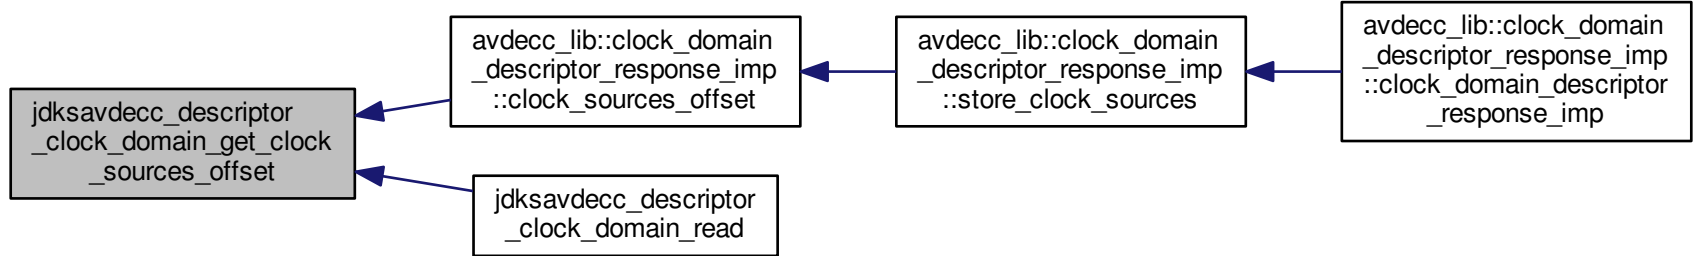 jdksavdecc_descriptor
_clock_domain_get_clock
_sources_offset
avdecc_lib::clock_domain
_descriptor_response_imp
::clock_sources_offset
jdksavdecc_descriptor
_clock_domain_read
avdecc_lib::clock_domain
_descriptor_response_imp
::store_clock_sources
avdecc_lib::clock_domain
_descriptor_response_imp
::clock_domain_descriptor
_response_imp